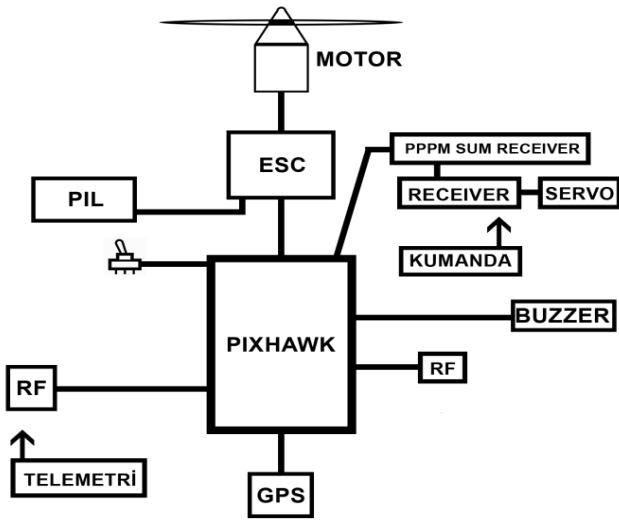 MOTOR
ESC
PPPM SUM RECEIVER
PIL
RECEIVER
SERVO
KUMANDA
PIXHAWK
BUZZER
RF
RF
TELEMETRİ
GPS